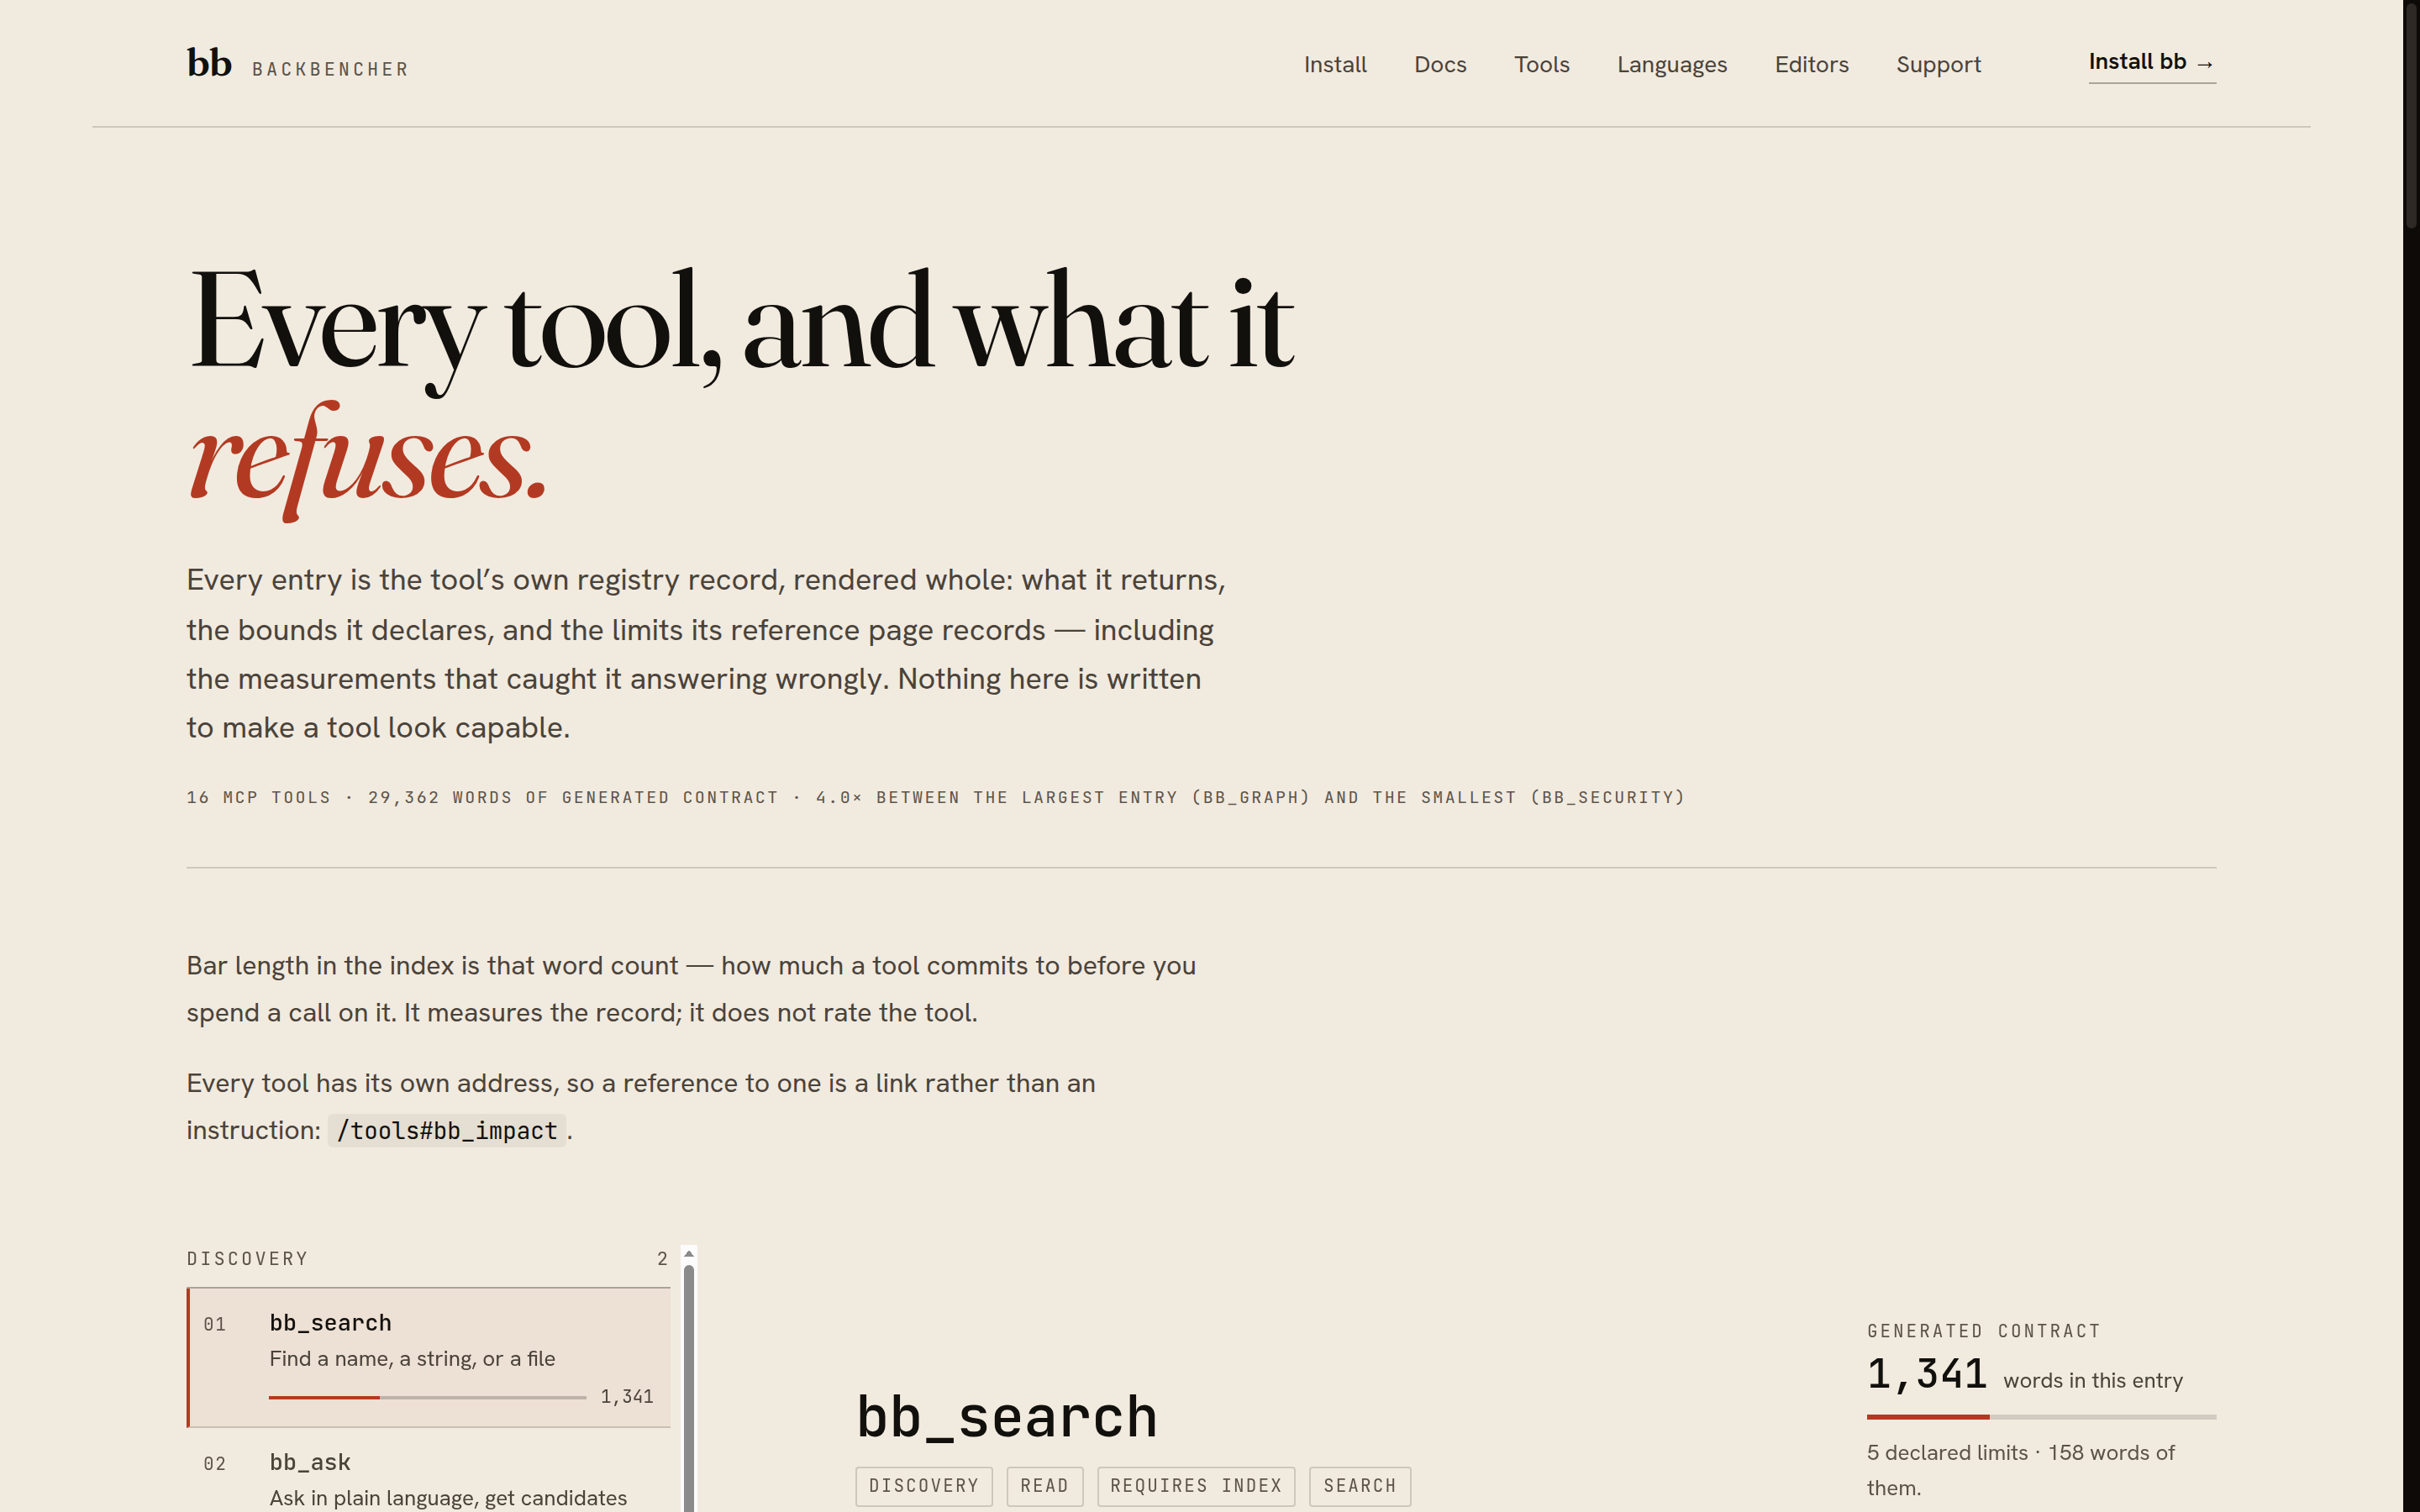 bb BACKBENCHER
Install Docs Tools Languages Editors Support Install bb →
Every tool, and what it
refuses.
Every entry is the tool’s own registry record, rendered whole: what it returns,
the bounds it declares, and the limits its reference page records — including
the measurements that caught it answering wrongly. Nothing here is written
to make a tool look capable.
16 MCP TOOLS · 29,362 WORDS OF GENERATED CONTRACT · 4.0× BETWEEN THE LARGEST ENTRY (BB_GRAPH) AND THE SMALLEST (BB_SECURITY)
Bar length in the index is that word count — how much a tool commits to before you
spend a call on it. It measures the record; it does not rate the tool.
Every tool has its own address, so a reference to one is a link rather than an
instruction: /tools#bb_impact.
DISCOVERY 2
01 bb_search
Find a name, a string, or a file
1,341
02 bb_ask
Ask in plain language, get candidates
bb_search
DISCOVERY READ REQUIRES INDEX SEARCH
GENERATED CONTRACT
1,341 words in this entry
5 declared limits · 158 words of
them.